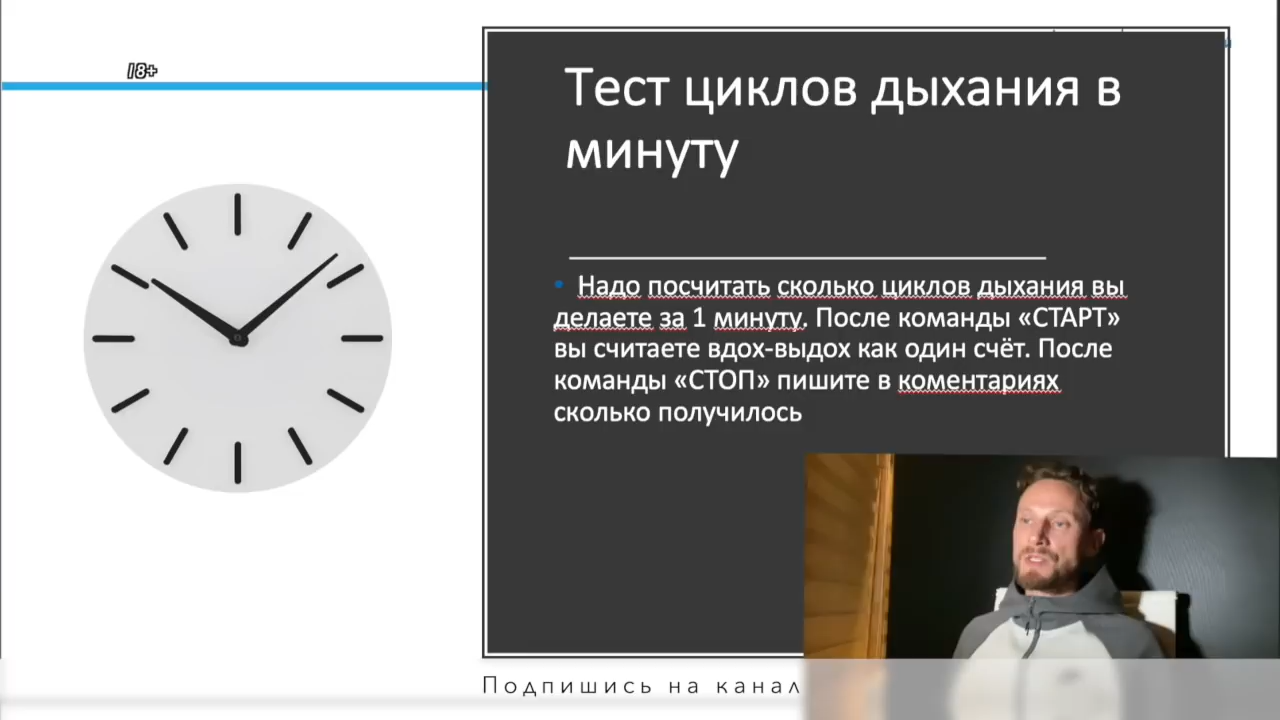 18+
Тест циклов дыхания в
минуту
• Надо посчитать сколько циклов дыхания вы
делаете за 1 минуту. После команды «СТАРТ»
вы считаете вдох-выдох как один счёт. После
команды «СТОП» пишите в коментариях
сколько получилось
Подпишись на канал